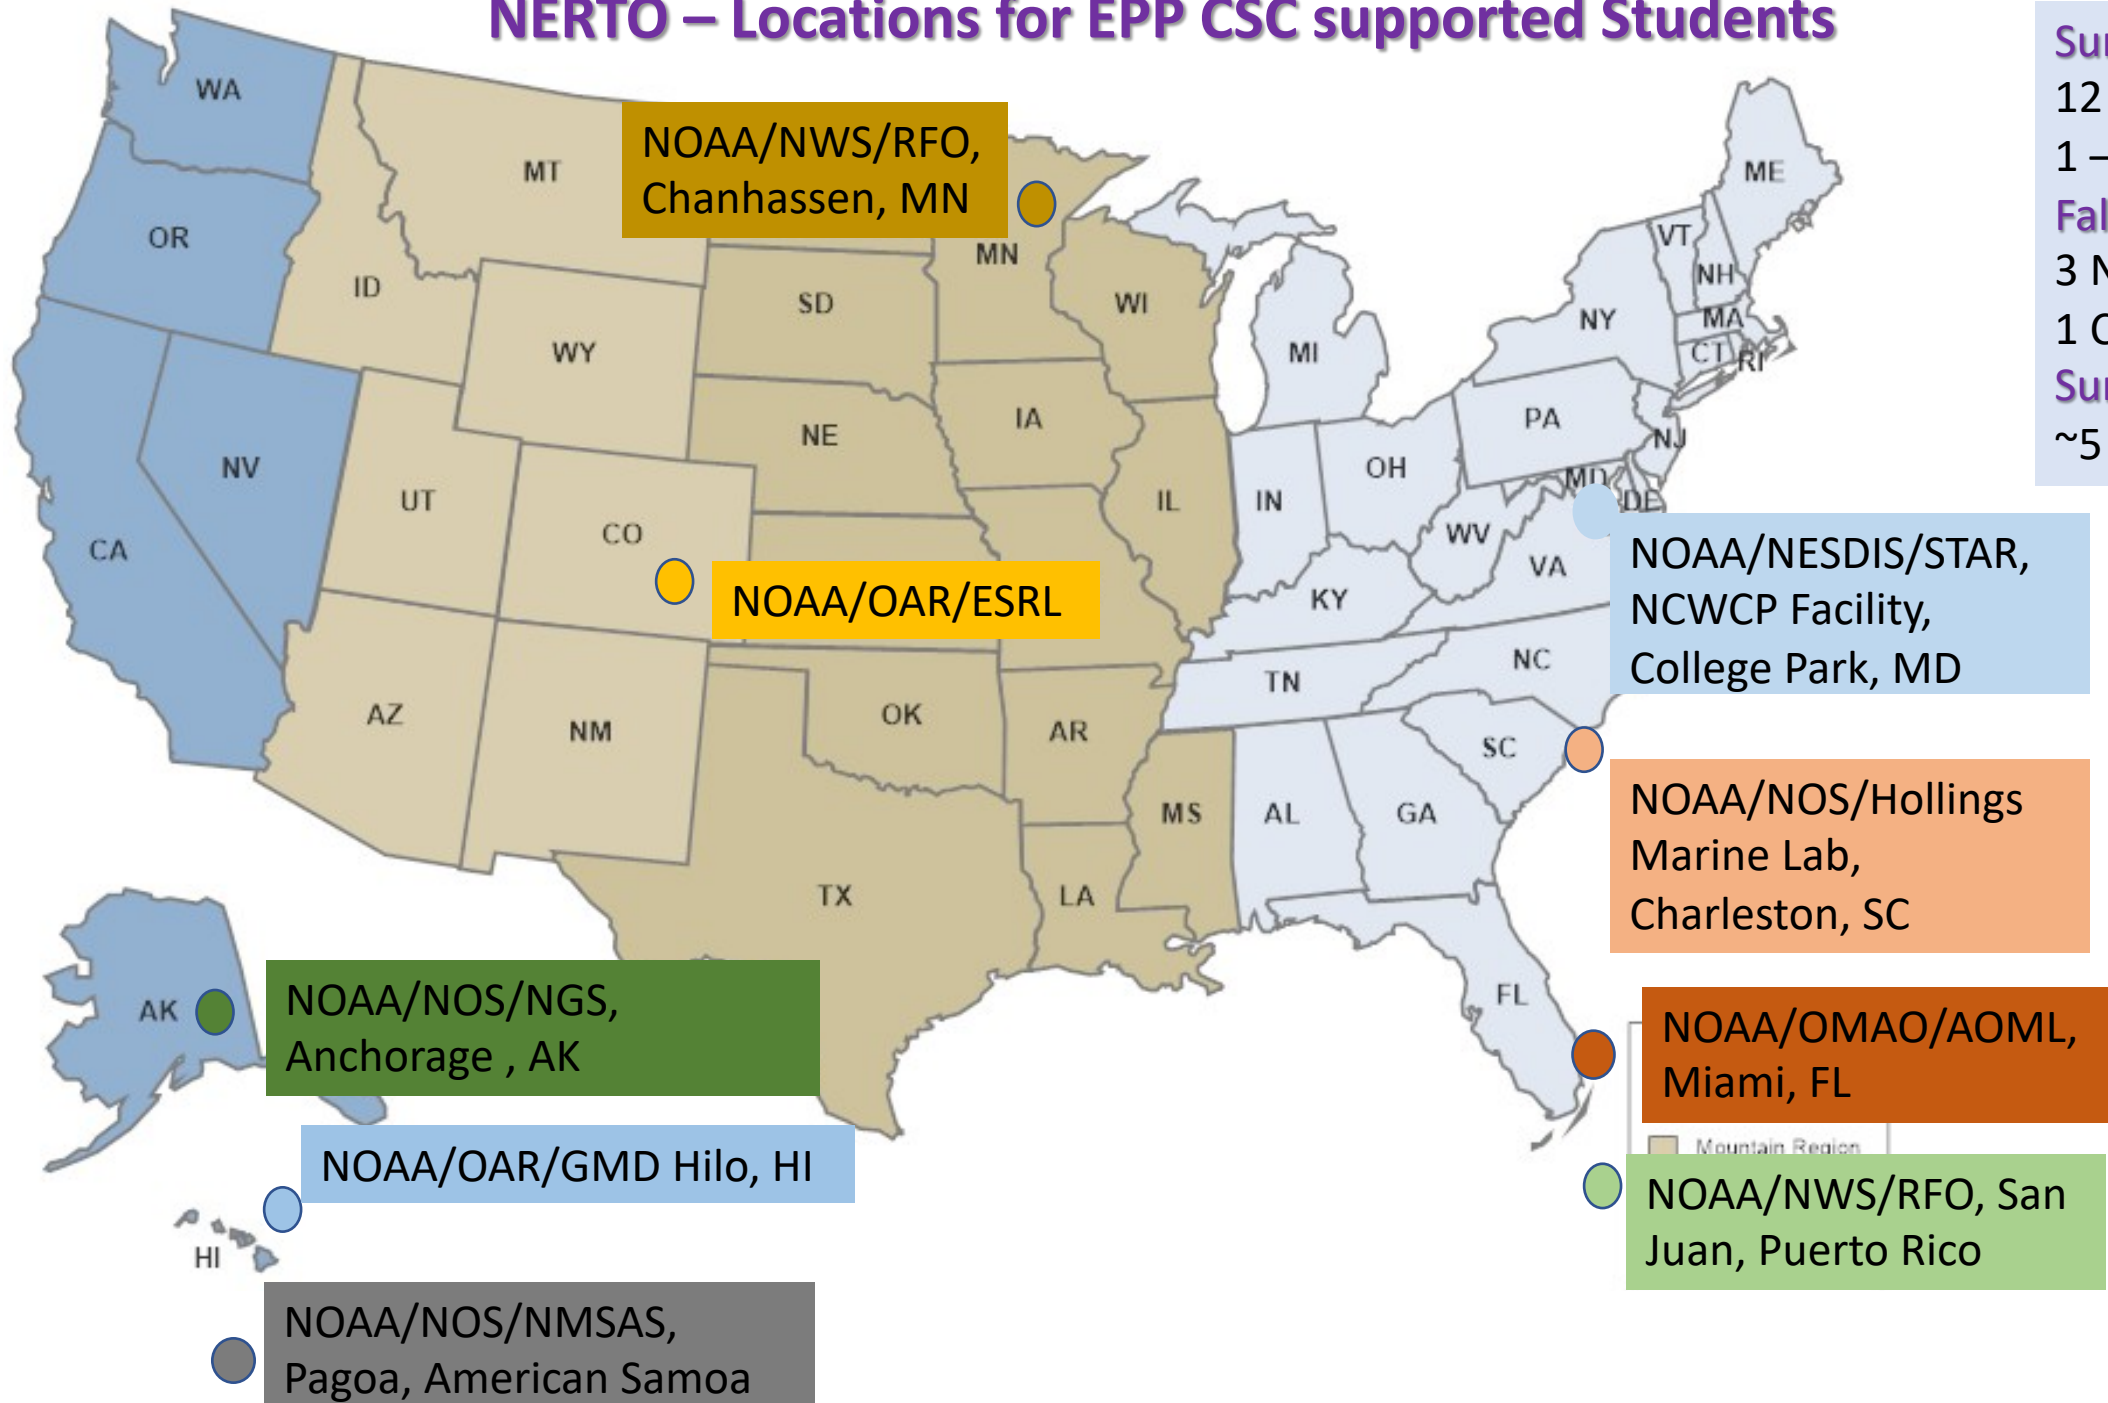 NERTO – Locations for EPP CSC supported Students
12
1 –
3 N
~5
WA
OR
CA
NV
ID
MT
WY
UT
CO
AZ
NM
SD
NE
MN
IA
WI
IL
OK
TX
AR
LA
MS
MI
IN
OH
KY
TN
AL
GA
FL
SC
NC
VA
WV
PA
NY
VT
NH
ME
MA
CT
RI
NJ
MD
DE
AK
HI
NOAA/NWS/RFO,
Chanhassen, MN
NOAA/OAR/ESRL
NOAA/NESDIS/STAR,
NCWCP Facility,
College Park, MD
NOAA/NOS/Hollings
Marine Lab,
Charleston, SC
NOAA/NOS/NGS,
Anchorage , AK
NOAA/OMAO/AOML,
Miami, FL
Mountain Region
NOAA/OAR/GMD Hilo, HI
NOAA/NWS/RFO, San
Juan, Puerto Rico
NOAA/NOS/NMSAS,
Pagoa, American Samoa